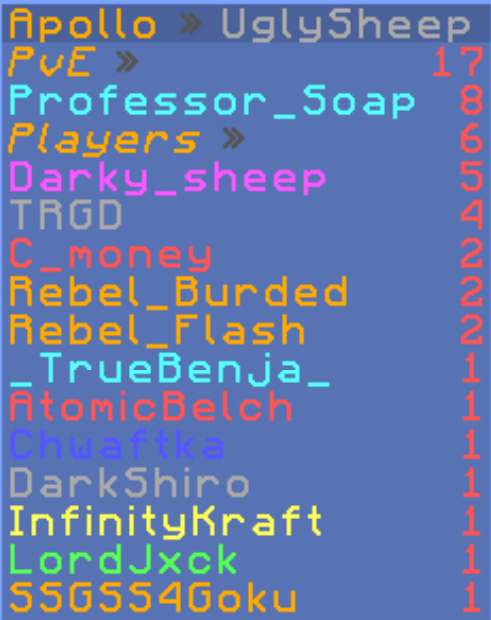 Apollo » UglySheep
PvE » 17
Professor_Soap 8
Players » 6
Darky_sheep 5
TRGD 4
C_money 2
Rebel_Burded 2
Rebel_Flash 2
_TrueBenja_ 1
AtomicBelch 1
Chwaftka 1
DarkShiro 1
InfinityKraft 1
LordJxck 1
SSGSS4Goku 1